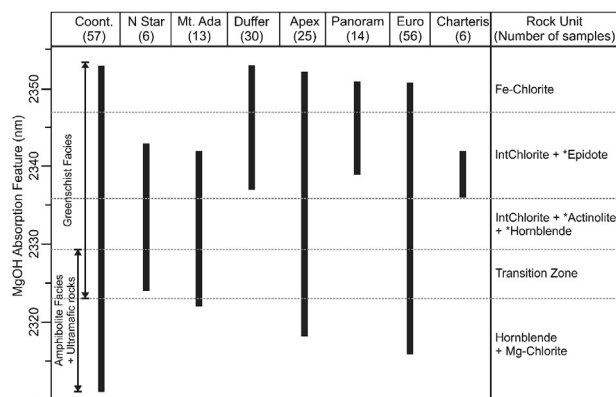 Coont. N Star Mt. Ada Duffer Apex Panoram Euro Charteris Rock Unit
(57) (6) (13) (30) (25) (14) (56) (6) (Number of samples)
MgOH Absorption Feature (nm)
2350
2340
2330
2320
Greenschist Facies
Amphibolite Facies
+ Ultramafic rocks
Fe-Chlorite
IntChlorite + *Epidote
IntChlorite + *Actinolite
+ *Hornblende
Transition Zone
Hornblende
+ Mg-Chlorite